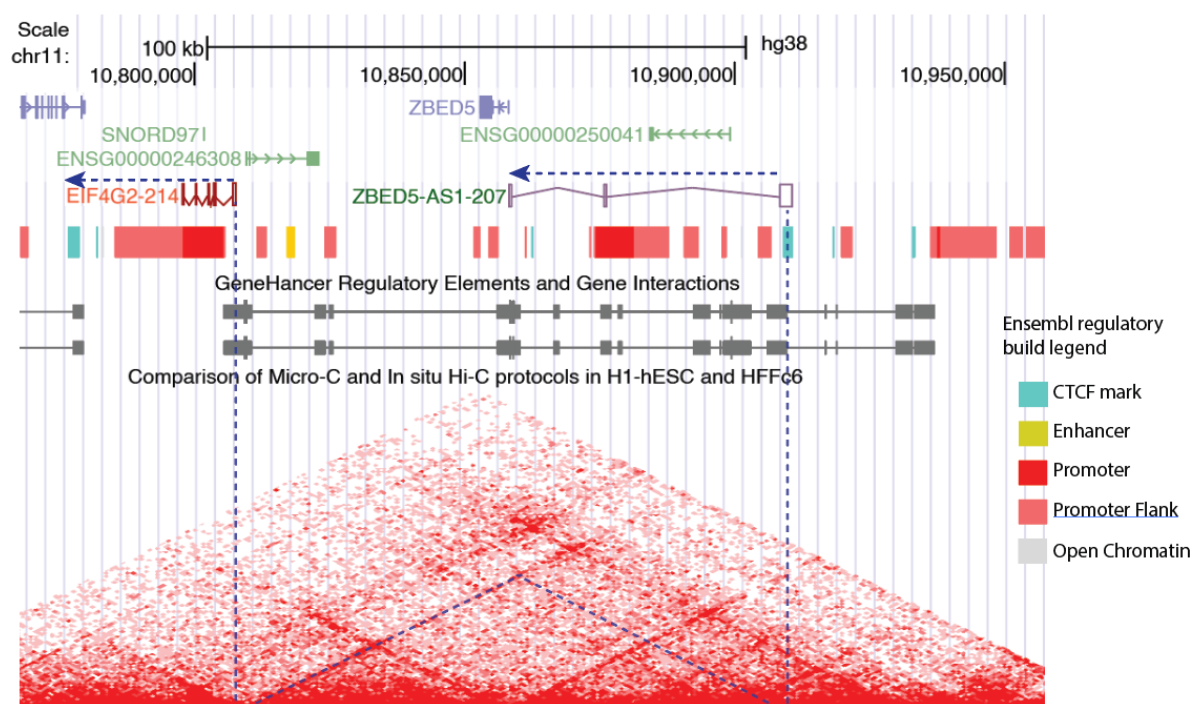 Scale
chr11:
100 kb
hg38
10,800,000
10,850,000
10,900,000
10,950,000
ZBED5
SNORD97
ENSG00000250041
ENSG00000246308
EIF4G2-214
ZBED5-AS1-207
GeneHancer Regulatory Elements and Gene Interactions
Comparison of Micro-C and In situ Hi-C protocols in H1-hESC and HFFc6
Ensembl regulatory
build legend
CTCF mark
Enhancer
Promoter
Promoter Flank
Open Chromatin